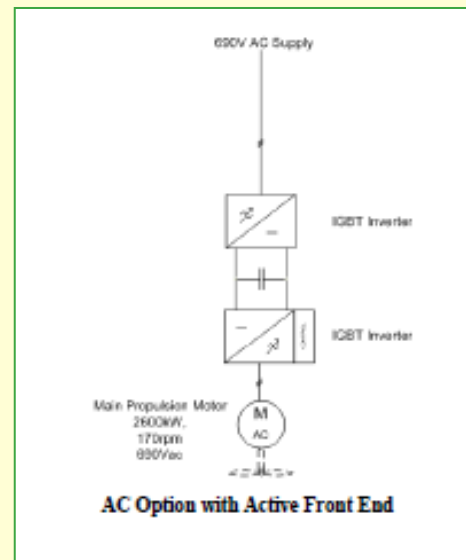 690V AC Supply
IGBT Inverter
IGBT Inverter
Main Propulsion Motor
2600kW,
170rpm
690Vac
M
AC
AC Option with Active Front End